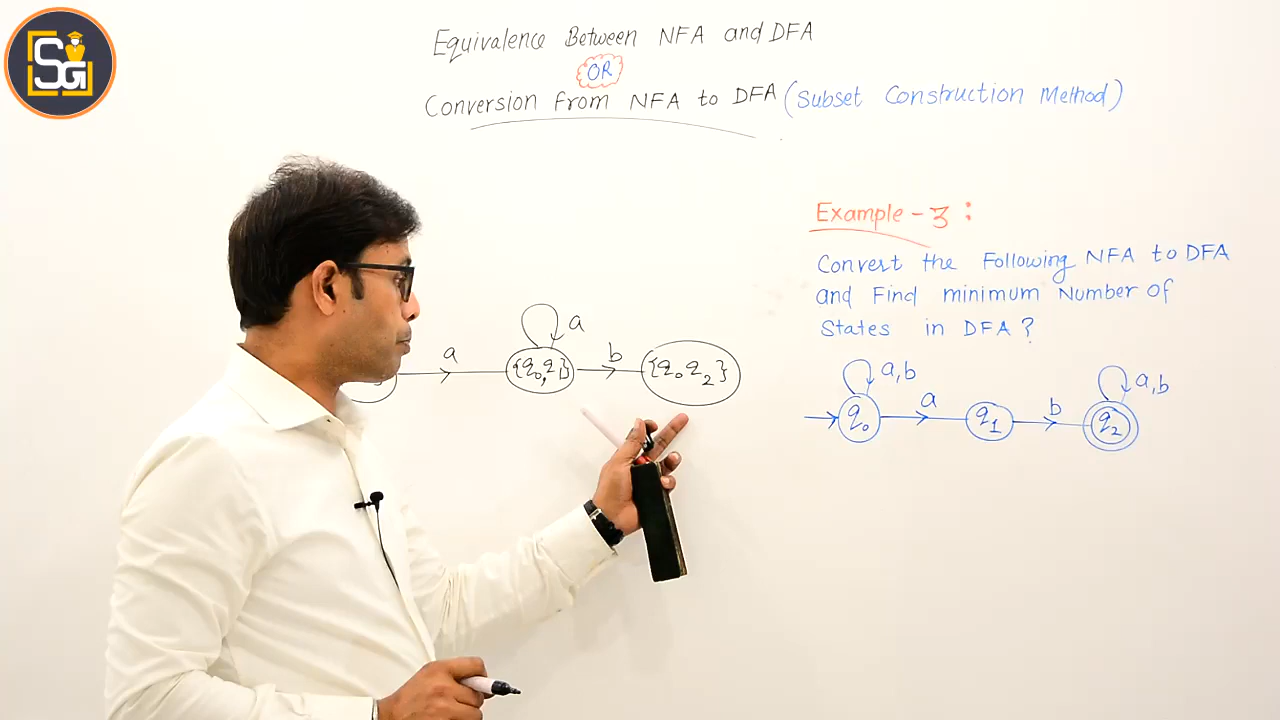 SG
Equivalence Between NFA and DFA
OR
Conversion from NFA to DFA (Subset Construction Method)
Example - 3 :
Convert the Following NFA to DFA
and Find minimum Number of
States in DFA ?
a
{q0,q1}
a
b
{q0 q2}
a,b
q0
a
q1
b
q2
a,b